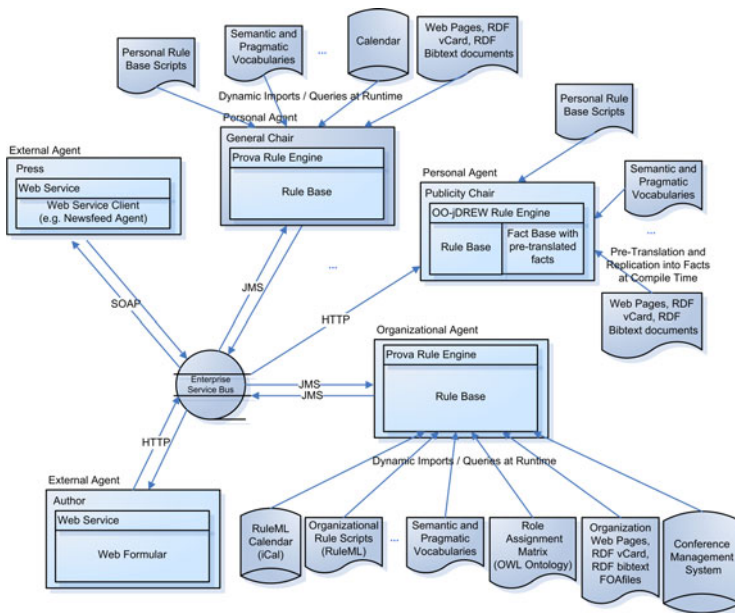 Personal Rule
Base Scripts
Semantic and
Pragmatic
Vocabularies
...
Calendar
Web Pages, RDF
vCard, RDF
Bibtext documents
Dynamic Imports / Queries at Runtime
Personal Agent
General Chair
Prova Rule Engine
Rule Base
External Agent
Press
Web Service
Web Service Client
(e.g. Newsfeed Agent)
Personal Rule
Base Scripts
Personal Agent
Publicity Chair
OO-jDREW Rule Engine
Rule Base
Fact Base with
pre-translated
facts
Semantic and
Pragmatic
Vocabularies
...
Pre-Translation and
Replication into Facts
at Compile Time
Web Pages, RDF
vCard, RDF
Bibtext documents
...
SOAP
JMS
HTTP
Enterprise
Service Bus
JMS
JMS
HTTP
Organizational Agent
Prova Rule Engine
Rule Base
External Agent
Author
Web Service
Web Formular
Dynamic Imports / Queries at Runtime
RuleML
Calendar
(iCal)
Organizational
Rule Scripts
(RuleML)
...
Semantic and
Pragmatic
Vocabularies
Role
Assignment
Matrix
(OWL Ontology)
Organization
Web Pages,
RDF vCard,
RDF bibtext
FOAfiles
Conference
Management
System